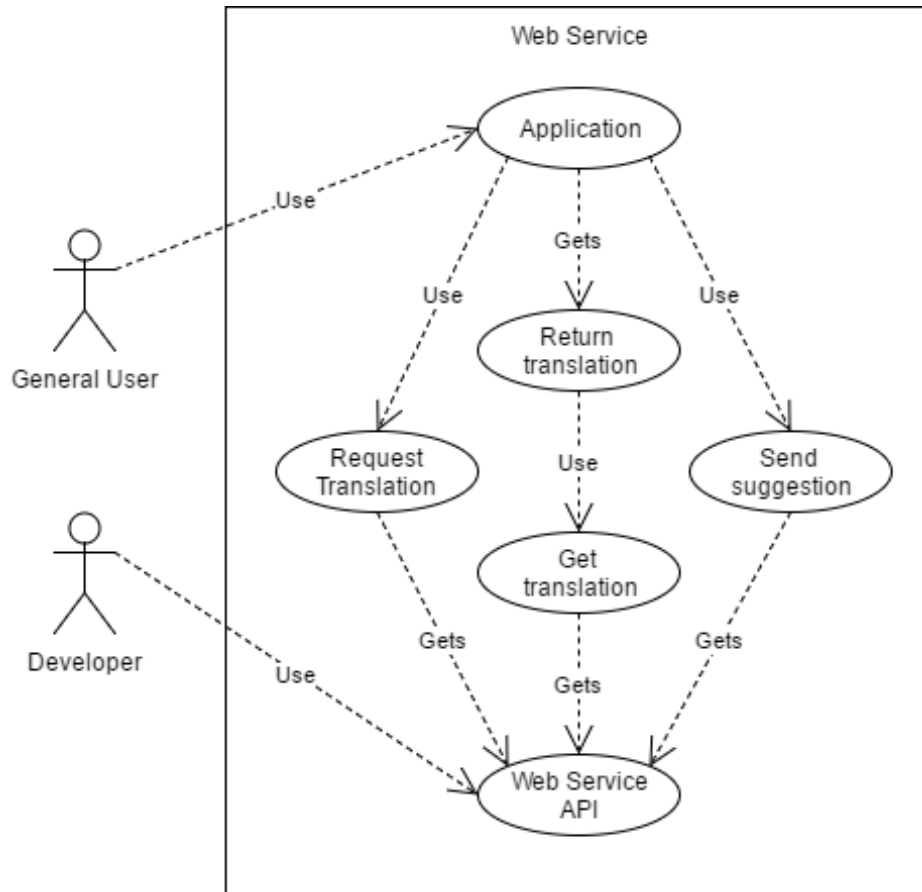 Web Service
Application
Use
Gets
Use
Use
General User
Return
translation
Request
Translation
Use
Send
suggestion
Developer
Get
translation
Gets
Gets
Gets
Use
Web Service
API